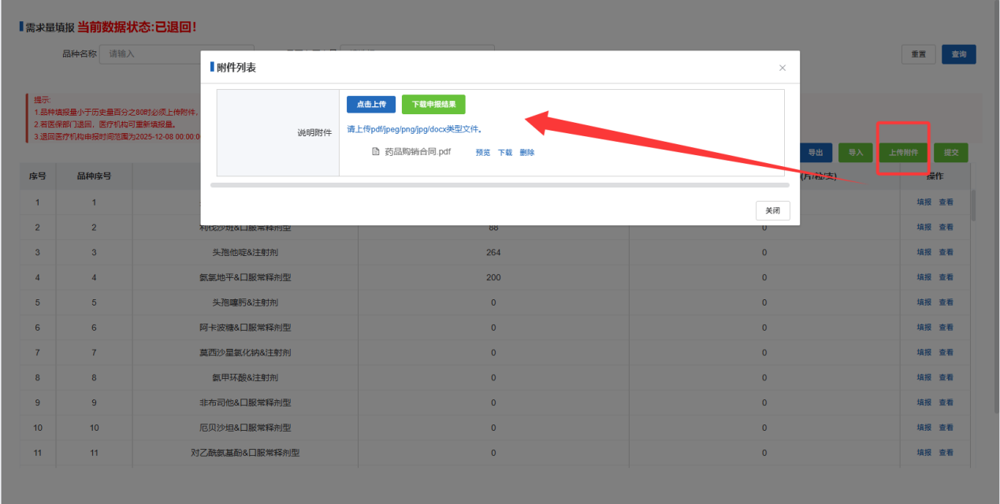 需求量填报 当前数据状态:已退回!
品种名称 请输入
重置 查询
附件列表
提示:
1.品种填报量小于历史量百分之80时必须上传附件,
2.若医保部门退回, 医疗机构可重新填报量。
3.退回医疗机构申报时间范围为2025-12-08 00:00:0
点击上传 下载申报结果
说明附件
请上传pdf/jpeg/png/jpg/docx类型文件。
药品购销合同.pdf 预览 下载 删除
导出 导入 上传附件 提交
序号 品种序号 (片/粒/支) 操作
关闭
1 1 填报 查看
2 2 利伐沙班&口服常释剂型 88 0 填报 查看
3 3 头孢他啶&注射剂 264 0 填报 查看
4 4 氨氯地平&口服常释剂型 200 0 填报 查看
5 5 头孢噻肟&注射剂 0 0 填报 查看
6 6 阿卡波糖&口服常释剂型 0 0 填报 查看
7 7 莫西沙星氯化钠&注射剂 0 0 填报 查看
8 8 氨甲环酸&注射剂 0 0 填报 查看
9 9 非布司他&口服常释剂型 0 0 填报 查看
10 10 厄贝沙坦&口服常释剂型 0 0 填报 查看
11 11 对乙酰氨基酚&口服常释剂型 0 0 填报 查看